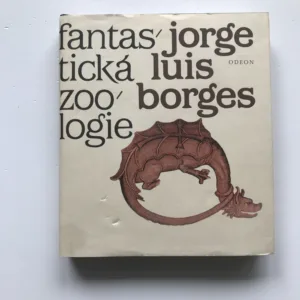 fantas/ jorge
tická luis
zoo/ borges
logie
ODEON